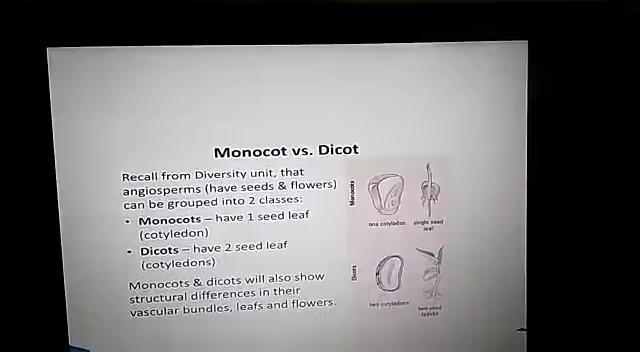 Monocot vs. Dicot
Recall from Diversity unit, that
angiosperms (have seeds & flowers)
can be grouped into 2 classes:
• Monocots – have 1 seed leaf
(cotyledon)
• Dicots – have 2 seed leaf
(cotyledons)
Monocots & dicots will also show
structural differences in their
vascular bundles, leafs and flowers.
Monocots
one cotyledon
single seed
leaf
Dicots
two cotyledons
two seed
leaves